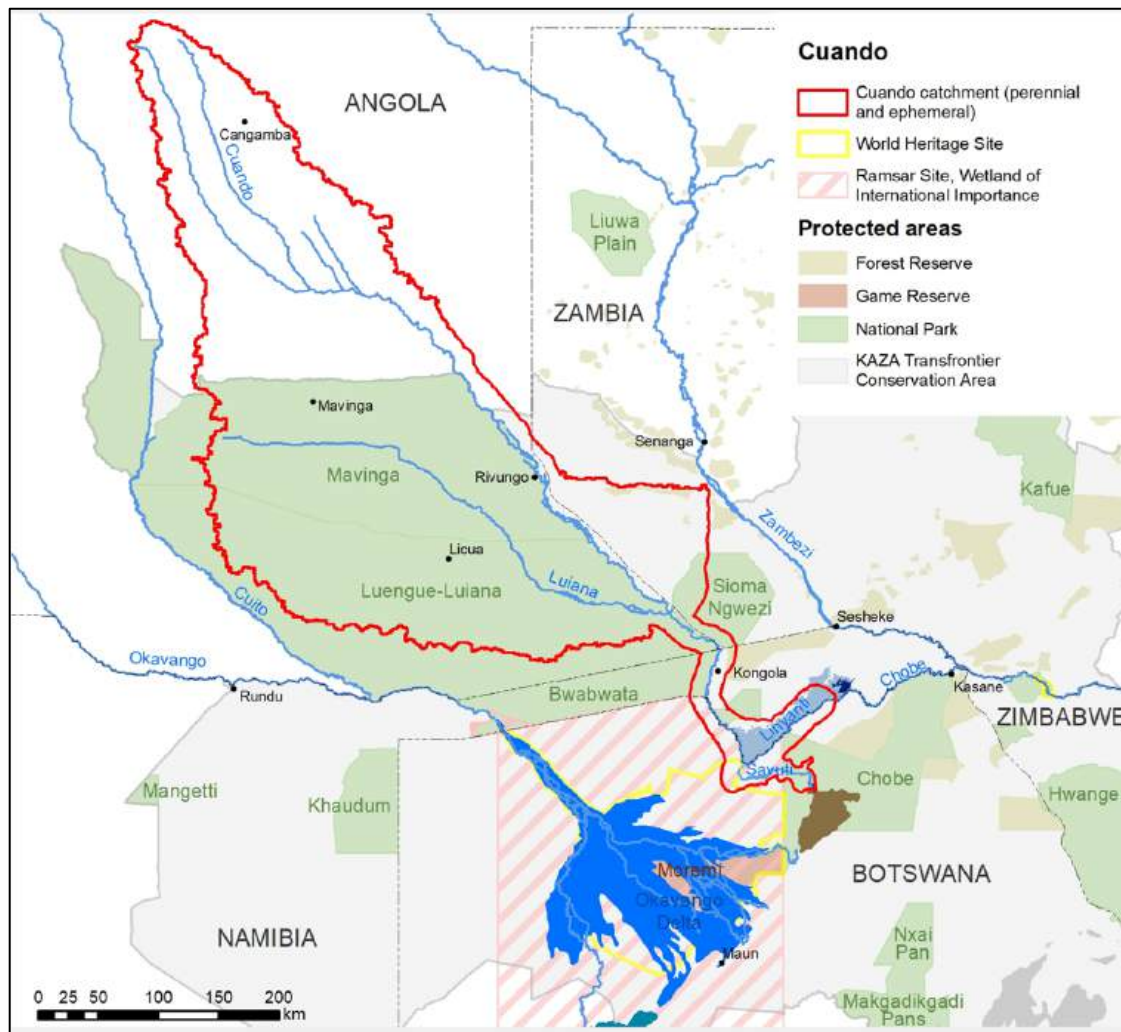 ANGOLA
Cangamba
Cuando
Liuwa
Plain
ZAMBIA
Mavinga
Mavinga
Rivungo
Senanga
Licua
Luengue-Luiana
Luiana
Zambezi
Kafue
Sioma
Ngwezi
Cuito
Sesheke
Okavango
Rundu
Bwabwata
Kongola
Linyanti
Chobe
Kasane
ZIMBABWE
Savuti
Chobe
Hwange
Mangetti
Khaudum
Moremi
Okavango
Delta
BOTSWANA
NAMIBIA
Maun
Nxai
Pan
Makgadikgadi
Pans
0 25 50 100 150 200
km
Cuando
Cuando catchment (perennial
and ephemeral)
World Heritage Site
Ramsar Site, Wetland of
International Importance
Protected areas
Forest Reserve
Game Reserve
National Park
KAZA Transfrontier
Conservation Area